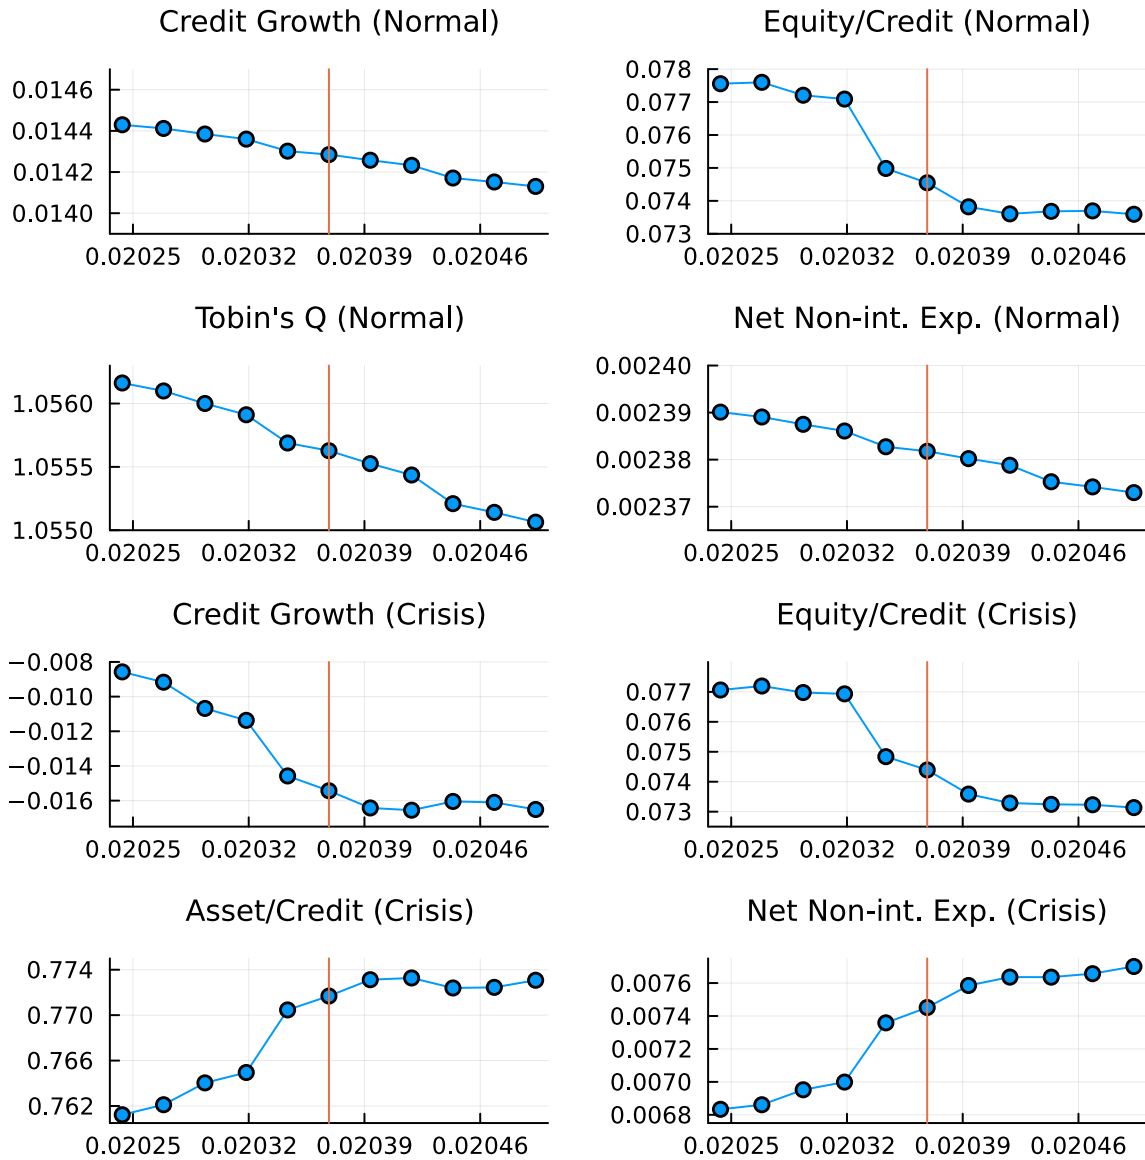 Credit Growth (Normal)
Equity/Credit (Normal)
0.0146
0.0144
0.0142
0.0140
0.02025 0.02032 0.02039 0.02046
0.078
0.077
0.076
0.075
0.074
0.073
0.02025 0.02032 0.02039 0.02046
Tobin's Q (Normal)
Net Non-int. Exp. (Normal)
1.0560
1.0555
1.0550
0.02025 0.02032 0.02039 0.02046
0.00240
0.00239
0.00238
0.00237
0.02025 0.02032 0.02039 0.02046
Credit Growth (Crisis)
Equity/Credit (Crisis)
−0.008
−0.010
−0.012
−0.014
−0.016
0.02025 0.02032 0.02039 0.02046
0.077
0.076
0.075
0.074
0.073
0.02025 0.02032 0.02039 0.02046
Asset/Credit (Crisis)
Net Non-int. Exp. (Crisis)
0.774
0.770
0.766
0.762
0.02025 0.02032 0.02039 0.02046
0.0076
0.0074
0.0072
0.0070
0.0068
0.02025 0.02032 0.02039 0.02046